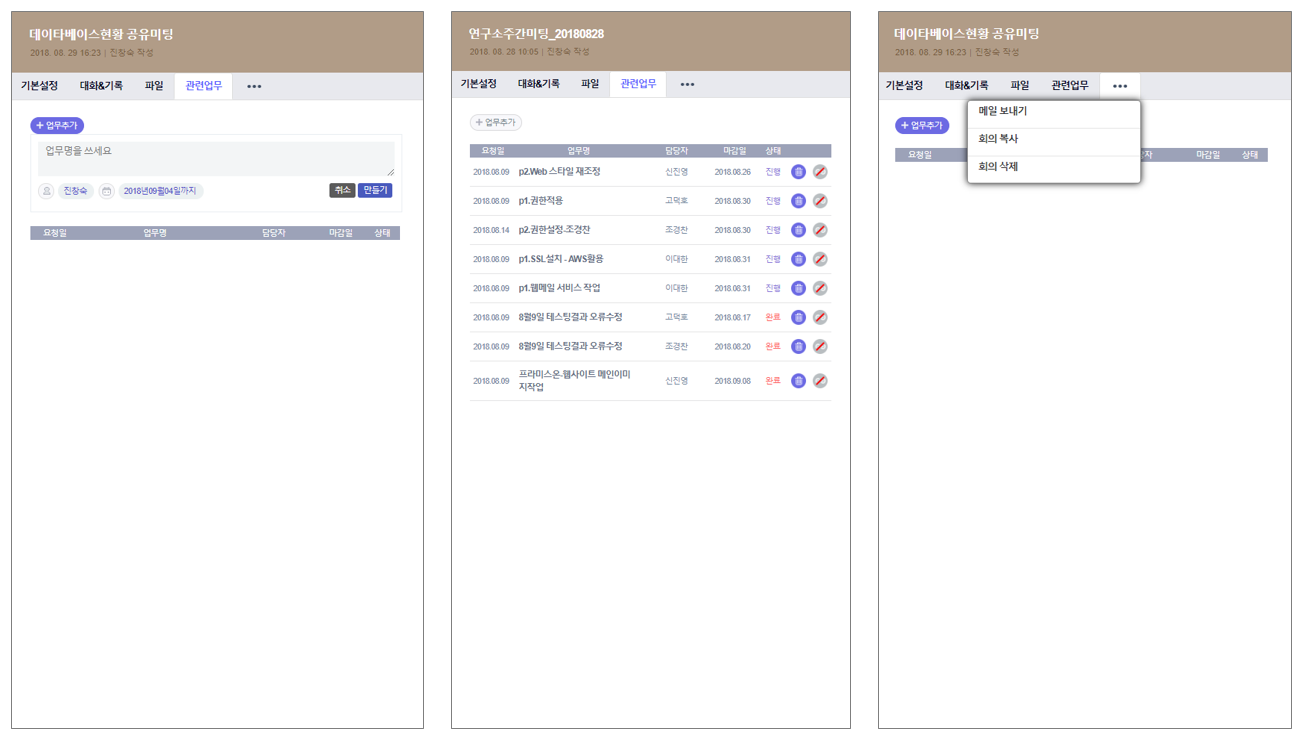 데이타베이스현황 공유미팅
2018. 08. 29 16:23 | 진창숙 작성
기본설정 대화&기록 파일 관련업무 •••
+ 업무추가
업무명을 쓰세요
진창숙 2018년09월04일까지 취소 만들기
요청일 업무명 담당자 마감일 상태
연구소주간미팅_20180828
2018. 08. 28 10:05 | 진창숙 작성
기본설정 대화&기록 파일 관련업무 •••
+ 업무추가
요청일 업무명 담당자 마감일 상태
2018.08.09 p2.Web 스타일 재조정 신진영 2018.08.26 진행
2018.08.09 p1.권한적용 고덕호 2018.08.30 진행
2018.08.14 p2.권한설정-조경찬 조경찬 2018.08.30 진행
2018.08.09 p1.SSL설치 - AWS활용 이대한 2018.08.31 진행
2018.08.09 p1.웹메일 서비스 작업 이대한 2018.08.31 진행
2018.08.09 8월9일 테스팅결과 오류수정 고덕호 2018.08.17 완료
2018.08.09 8월9일 테스팅결과 오류수정 조경찬 2018.08.20 완료
2018.08.09 프라미스온-웹사이트 메인이미
지작업 신진영 2018.09.08 완료
데이타베이스현황 공유미팅
2018. 08. 29 16:23 | 진창숙 작성
기본설정 대화&기록 파일 관련업무 •••
메일 보내기
+ 업무추가
회의 복사
요청일 자 마감일 상태
회의 삭제